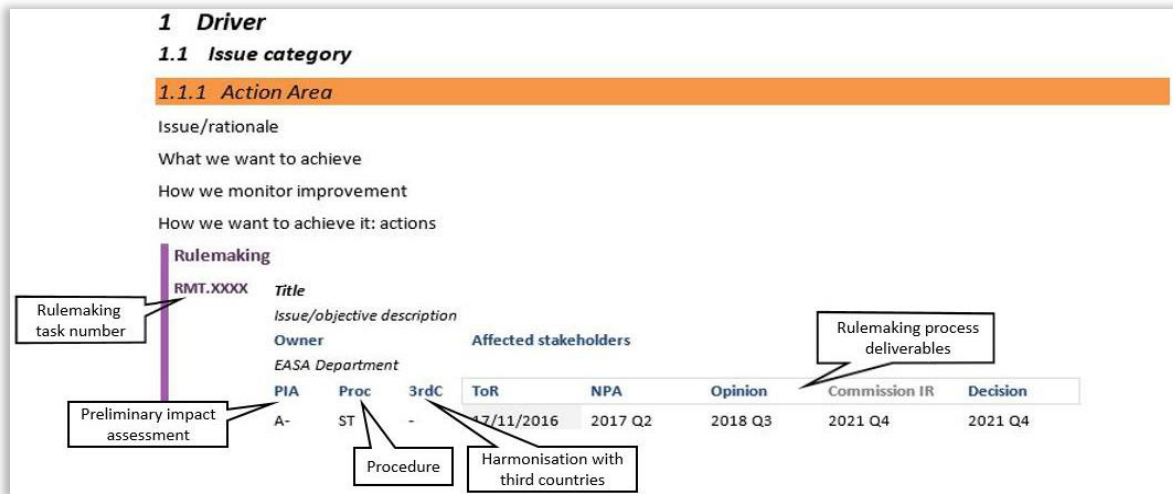 1 Driver
1.1 Issue category
1.1.1 Action Area
Issue/rationale
What we want to achieve
How we monitor improvement
How we want to achieve it: actions
Rulemaking
RMT.XXXX Title
Rulemaking
task number
Issue/objective description
Owner Affected stakeholders
Rulemaking process
deliverables
EASA Department
PIA Proc 3rdC ToR NPA Opinion Commission IR Decision
Preliminary impact
assessment
A- ST - 17/11/2016 2017 Q2 2018 Q3 2021 Q4 2021 Q4
Procedure
Harmonisation with
third countries